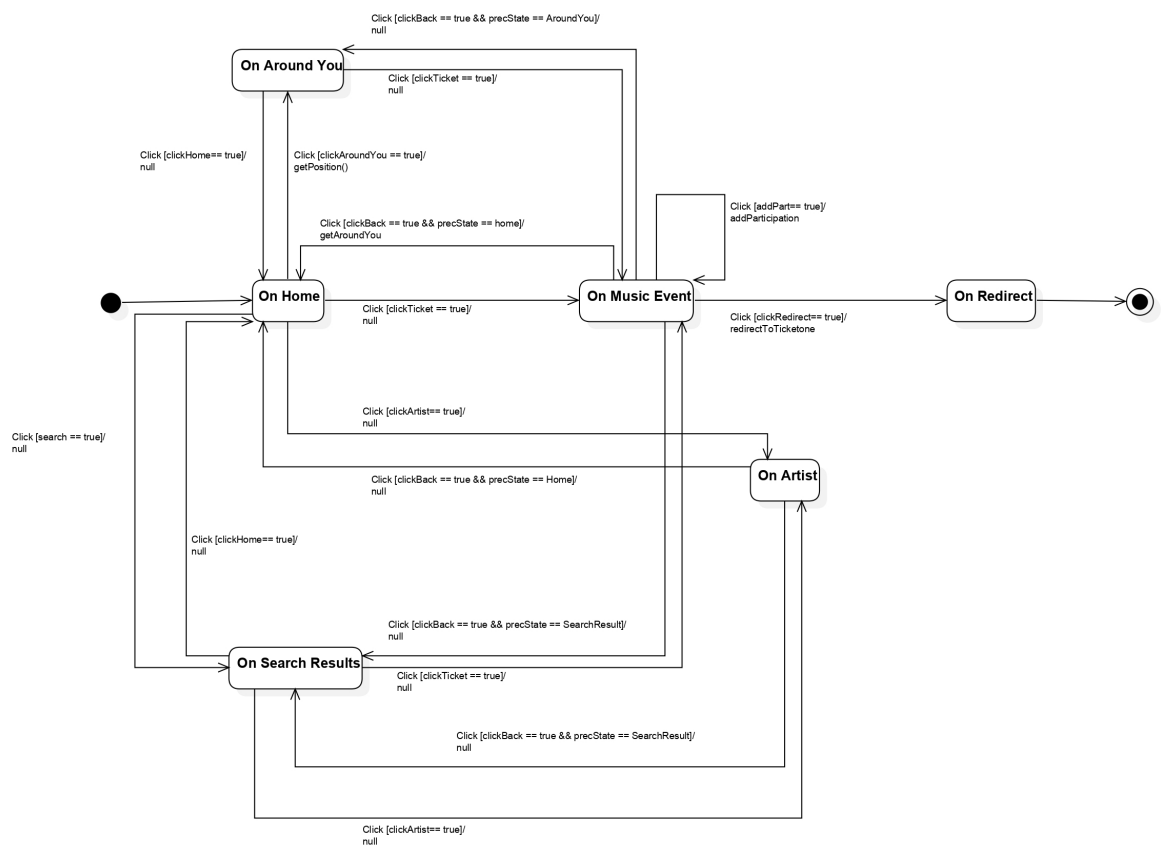 Click [clickBack == true && precState == AroundYou]/
null
On Around You
Click [clickTicket == true]/
null
Click [clickHome== true]/
null
Click [clickAroundYou == true]/
getPosition()
Click [addPart== true]/
addParticipation
Click [clickBack == true && precState == home]/
getAroundYou
On Home
On Music Event
On Redirect
Click [clickTicket == true]/
null
Click [clickRedirect== true]/
redirectToTicketone
Click [clickArtist== true]/
null
Click [search == true]/
null
On Artist
Click [clickBack == true && precState == Home]/
null
Click [clickHome== true]/
null
Click [clickBack == true && precState == SearchResult]/
null
On Search Results
Click [clickTicket == true]/
null
Click [clickBack == true && precState == SearchResult]/
null
Click [clickArtist== true]/
null